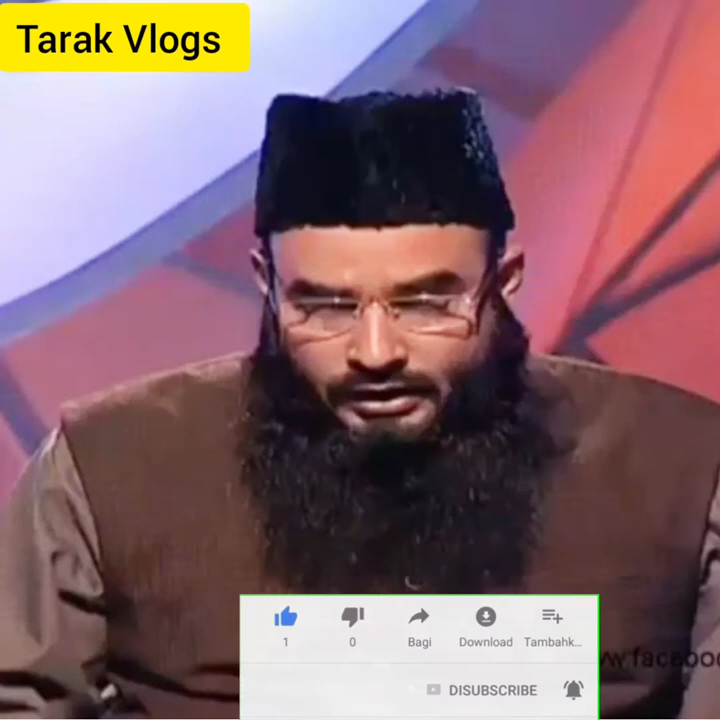 Tarak Vlogs
1
0
Bagi
Download
Tambahk...
DISUBSCRIBE